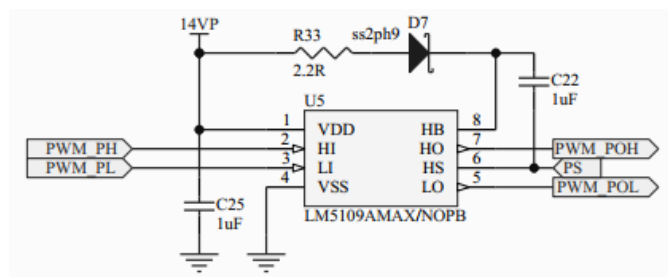 14VP
R33 ss2ph9 D7
2.2R
C22
1uF
U5
1 VDD HB 8
PWM_PH 2 HI HO 7 PWM_POH
PWM_PL 3 LI HS 6 PS
4 VSS LO 5 PWM_POL
C25
1uF
LM5109AMAX/NOPB